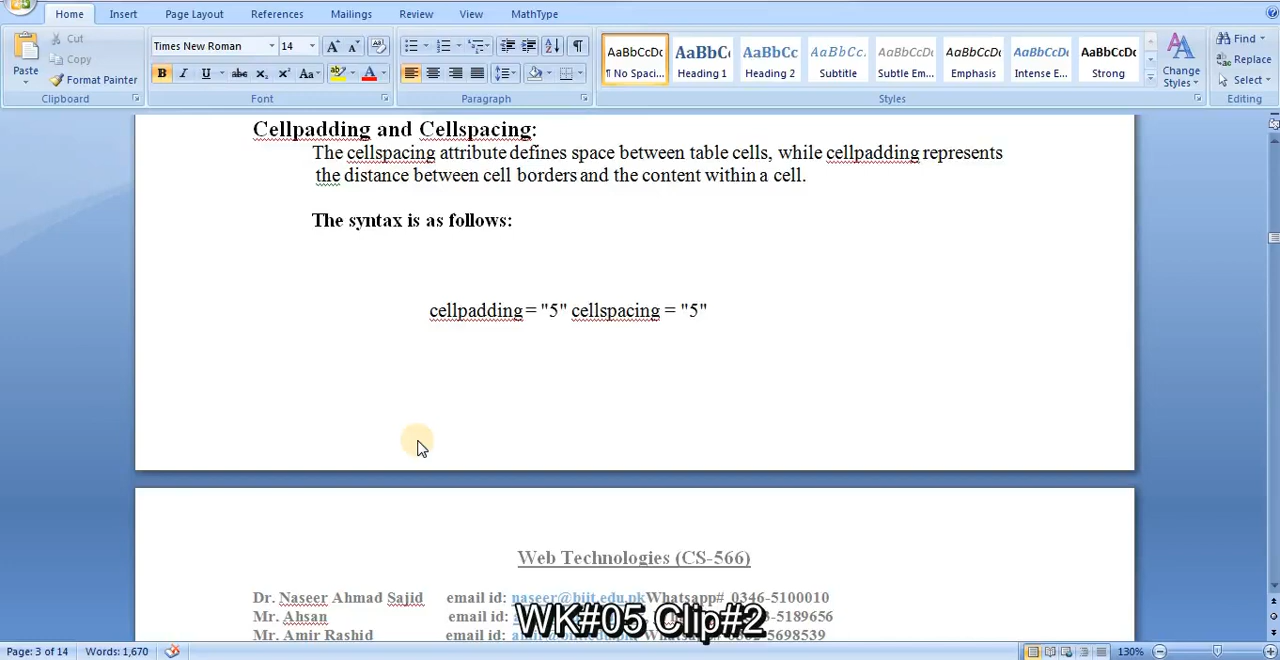 Home Insert Page Layout References Mailings Review View MathType
Cut
Copy
Paste
Format Painter
Clipboard
Times New Roman 14
Font
Paragraph
AaBbCcDc AaBbC AaBbCc AaBbCc. AaBbCcDc AaBbCcDc AaBbCcDc AaBbCcDc
¶ No Spaci... Heading 1 Heading 2 Subtitle Subtle Em... Emphasis Intense E... Strong
Change Styles
Styles
Find
Replace
Select
Editing
Cellpadding and Cellspacing:
The cellspacing attribute defines space between table cells, while cellpadding represents
the distance between cell borders and the content within a cell.
The syntax is as follows:
cellpadding = "5" cellspacing = "5"
Web Technologies (CS-566)
Dr. Naseer Ahmad Sajid email id: naseer@biit.edu.pkWhatsapp# 0346-5100010
Mr. Ahsan email id:
Mr. Amir Rashid email id:
WK#05 Clip#2
Page: 3 of 14 Words: 1,670 130%